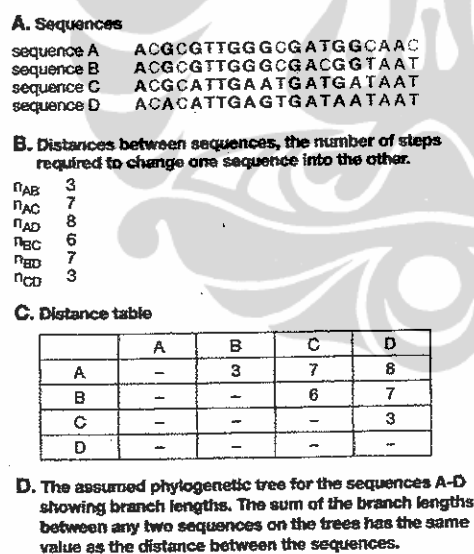 A. Sequences
sequence A ACGCGTTGGGCGATGGCAAC
sequence B ACGCGTTGGGCGACGGTAAT
sequence C ACGCATTGAATGATGATAAT
sequence D ACACATTGAGTGATAATAAT
B. Distances between sequences, the number of steps
required to change one sequence into the other.
nAB 3
nAC 7
nAD 8
nBC 6
nBD 7
nCD 3
C. Distance table
A B C D
A – 3 7 8
B – – 6 7
C – – – 3
D – – – –
D. The assumed phylogenetic tree for the sequences A-D
showing branch lengths. The sum of the branch lengths
between any two sequences on the trees has the same
value as the distance between the sequences.